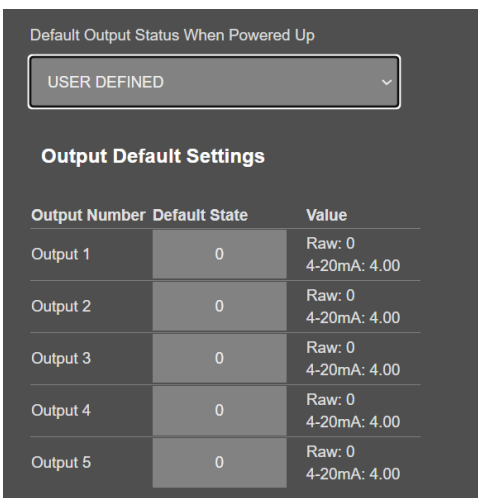 Default Output Status When Powered Up
USER DEFINED
Output Default Settings
Output Number Default State Value
Output 1 0 Raw: 0
4-20mA: 4.00
Output 2 0 Raw: 0
4-20mA: 4.00
Output 3 0 Raw: 0
4-20mA: 4.00
Output 4 0 Raw: 0
4-20mA: 4.00
Output 5 0 Raw: 0
4-20mA: 4.00